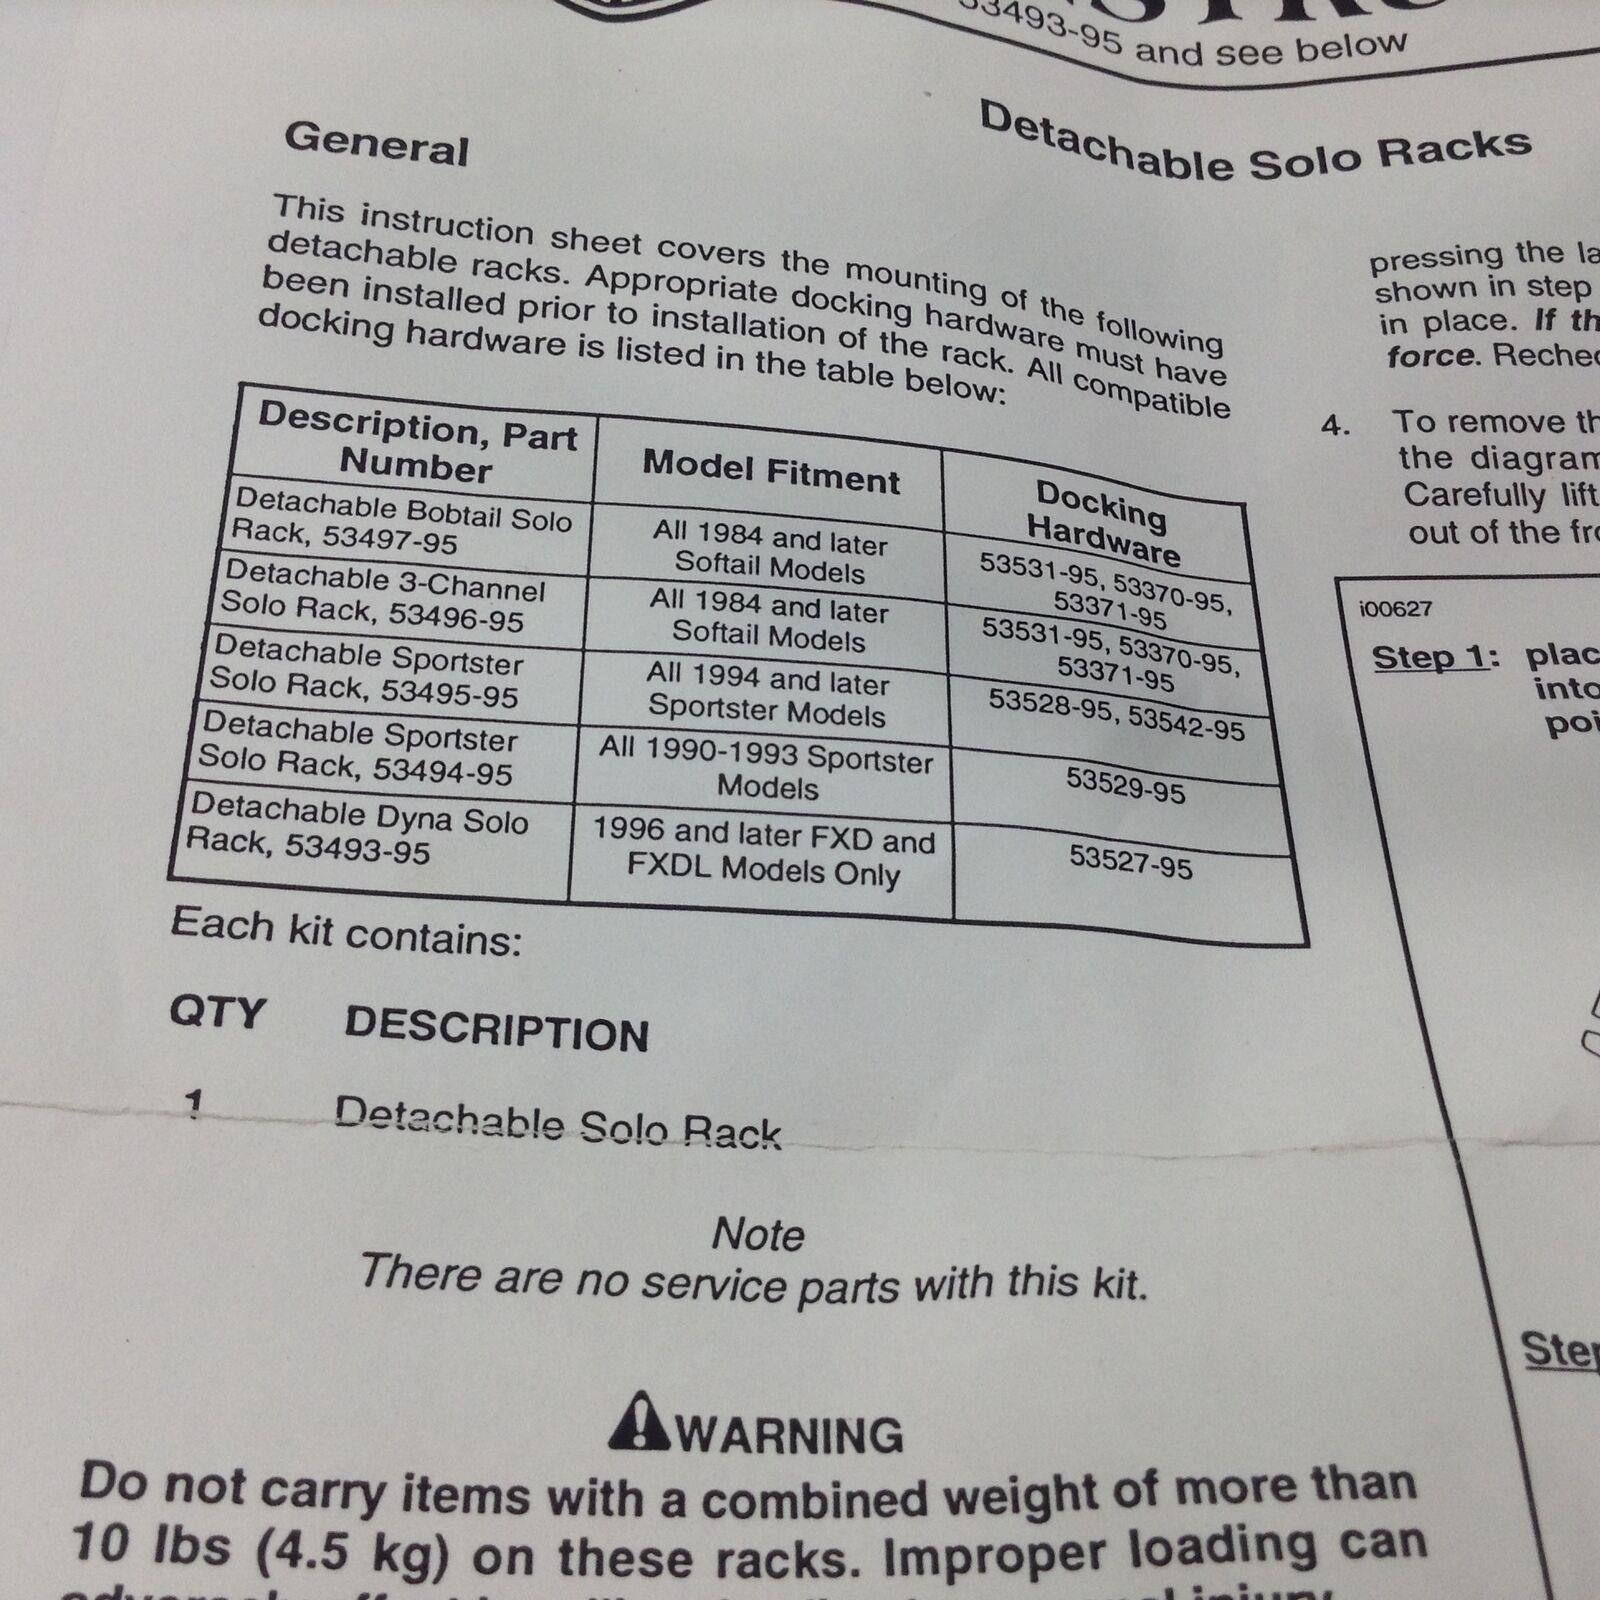 53493-95 and see below
Detachable Solo Racks
General
This instruction sheet covers the mounting of the following
detachable racks. Appropriate docking hardware must have
been installed prior to installation of the rack. All compatible
docking hardware is listed in the table below:
Description, Part
Number
Model Fitment
Docking
Hardware
Detachable Bobtail Solo
Rack, 53497-95
All 1984 and later
Softail Models
53531-95, 53370-95,
53371-95
Detachable 3-Channel
Solo Rack, 53496-95
All 1984 and later
Softail Models
53531-95, 53370-95,
53371-95
Detachable Sportster
Solo Rack, 53495-95
All 1994 and later
Sportster Models
53528-95, 53542-95
Detachable Sportster
Solo Rack, 53494-95
All 1990-1993 Sportster
Models
53529-95
Detachable Dyna Solo
Rack, 53493-95
1996 and later FXD and
FXDL Models Only
53527-95
Each kit contains:
QTY DESCRIPTION
1 Detachable Solo Rack
Note
There are no service parts with this kit.
WARNING
Do not carry items with a combined weight of more than
10 lbs (4.5 kg) on these racks. Improper loading can
injury.
pressing the
shown in step
in place. If
force.
4. To remove
the
Carefully lift
out of the
i00627
Step 1:
into